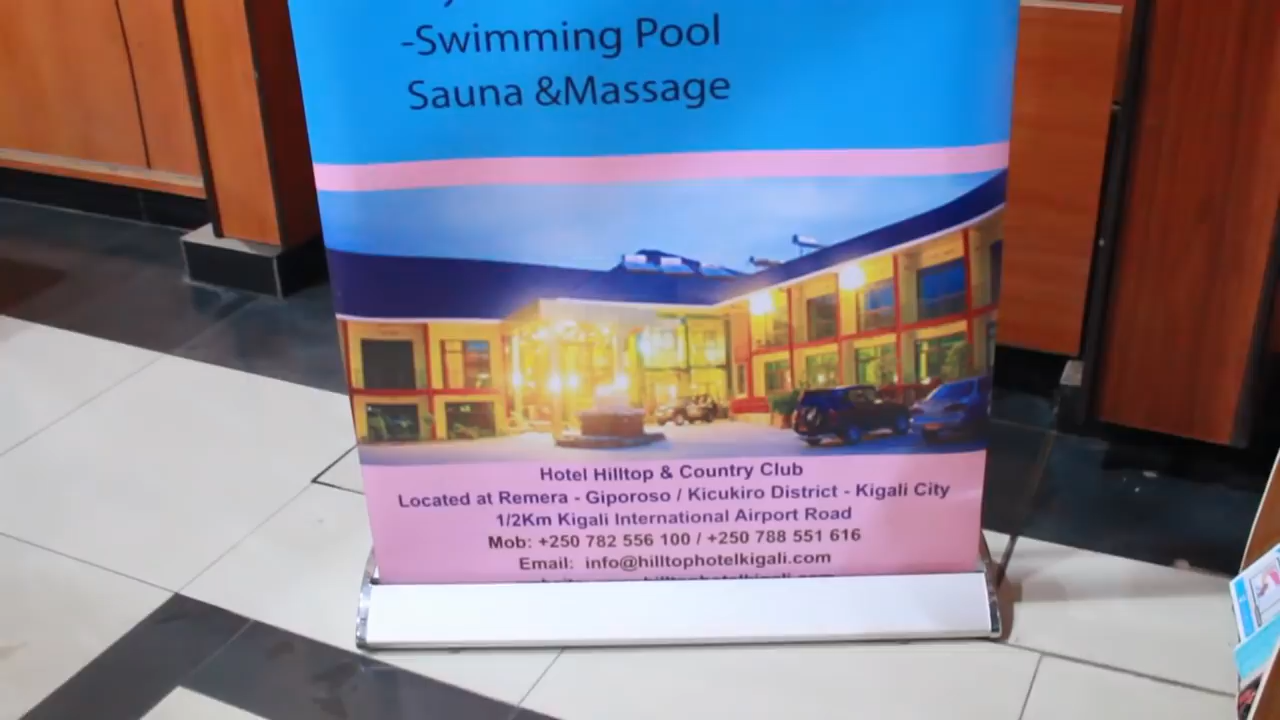 -Swimming Pool
Sauna &Massage
Hotel Hilltop & Country Club
Located at Remera - Giporoso / Kicukiro District - Kigali City
1/2Km Kigali International Airport Road
Mob: +250 782 556 100 / +250 788 551 616
Email: info@hilltophotelkigali.com